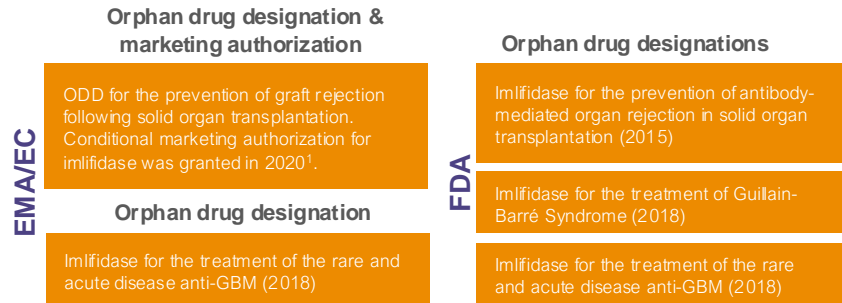 Orphan drug designation &
marketing authorization
EMA/EC
ODD for the prevention of graft rejection
following solid organ transplantation.
Conditional marketing authorization for
imlifidase was granted in 2020¹.
Orphan drug designation
Imlifidase for the treatment of the rare and
acute disease anti-GBM (2018)
Orphan drug designations
FDA
Imlifidase for the prevention of antibody-
mediated organ rejection in solid organ
transplantation (2015)
Imlifidase for the treatment of Guillain-
Barré Syndrome (2018)
Imlifidase for the treatment of the rare
and acute disease anti-GBM (2018)